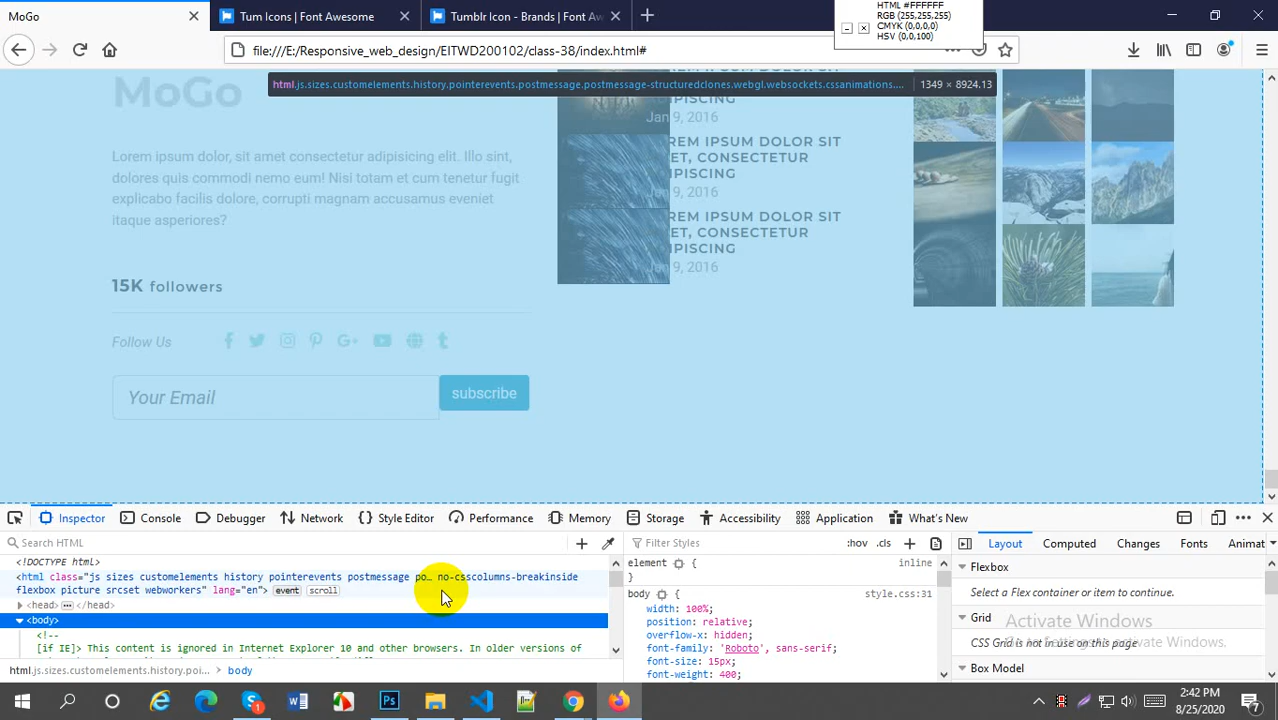 MoGo
Tum Icons | Font Awesome
Tumblr Icon - Brands | Font Aw
HTML #FFFFFF
RGB (255,255,255)
CMYK (0,0,0,0)
HSV (0,0,100)
file:///E:/Responsive_web_design/EITWD200102/class-38/index.html#
html.js.sizes.customelements.history.pointerevents.postmessage.postmessage-structuredclones.webgl.websockets.cssanimations.... 1349 × 8924.13
MoGo
Lorem ipsum dolor, sit amet consectetur adipisicing elit. Illo sint,
dolores quis commodi nemo eum! Nisi totam et cum fugit
explicabo facilis dolore, corrupti magnam accusamus eveniet
itaque asperiores?
15K followers
Follow Us
Your Email
subscribe
ADIPISCING
Jan 9, 2016
REM IPSUM DOLOR SIT
ET, CONSECTETUR
IPISCING
Jan 9, 2016
REM IPSUM DOLOR SIT
ET, CONSECTETUR
IPISCING
Jan 9, 2016
Inspector Console Debugger Network Style Editor Performance Memory Storage Accessibility Application What's New
Search HTML
<!DOCTYPE html>
<html class="js sizes customelements history pointerevents postmessage po… no-csscolumns-breakinside
flexbox picture srcset webworkers" lang="en"> event scroll
<head> ••• </head>
<body>
<!--
[if IE]> This content is ignored in Internet Explorer 10 and other browsers. In older versions of
html.js.sizes.customelements.history.poi... > body
Filter Styles :hov .cls
element { inline
}
body { style.css:31
width: 100%;
position: relative;
overflow-x: hidden;
font-family: 'Roboto', sans-serif;
font-size: 15px;
font-weight: 400;
Layout Computed Changes Fonts Animat
Flexbox
Select a Flex container or item to continue.
Grid
CSS Grid is not in use on this page
Box Model
Activate Windows
Go to Settings to activate Windows.
2:42 PM
8/25/2020